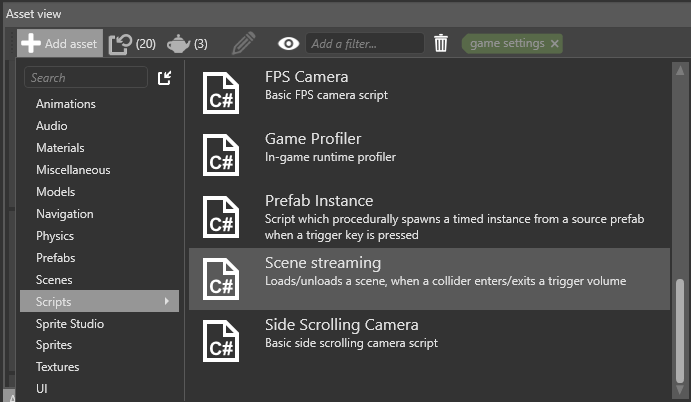 Asset view
Add asset (20) (3) Add a filter... game settings
Search
Animations
Audio
Materials
Miscellaneous
Models
Navigation
Physics
Prefabs
Scenes
Scripts
Sprite Studio
Sprites
Textures
UI
C# FPS Camera
Basic FPS camera script
C# Game Profiler
In-game runtime profiler
C# Prefab Instance
Script which procedurally spawns a timed instance from a source prefab
when a trigger key is pressed
C# Scene streaming
Loads/unloads a scene, when a collider enters/exits a trigger volume
C# Side Scrolling Camera
Basic side scrolling camera script